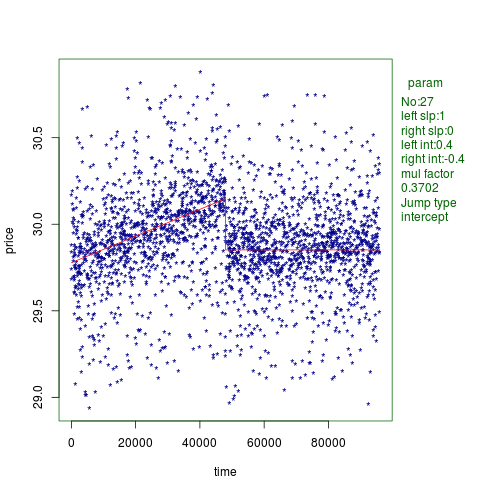 param
No:27
left slp:1
right slp:0
left int:0.4
right int:-0.4
mul factor
0.3702
Jump type
intercept
price
30.5
30.0
29.5
29.0
0 20000 40000 60000 80000
time